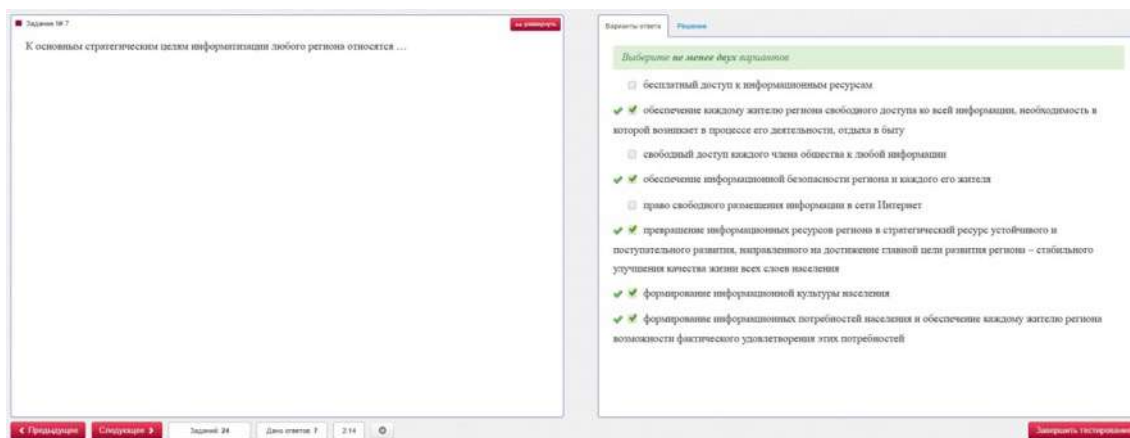 Задание № 7
развернуть
К основным стратегическим целям информатизации любого региона относятся …
Варианты ответа
Решение
Выберите не менее двух вариантов
бесплатный доступ к информационным ресурсам
обеспечение каждому жителю региона свободного доступа ко всей информации, необходимость в
которой возникает в процессе его деятельности, отдыха в быту
свободный доступ каждого члена общества к любой информации
обеспечение информационной безопасности региона и каждого его жителя
право свободного размещения информации в сети Интернет
превращение информационных ресурсов региона в стратегический ресурс устойчивого и
поступательного развития, направленного на достижение главной цели развития региона – стабильного
улучшения качества жизни всех слоев населения
формирование информационной культуры населения
формирование информационных потребностей населения и обеспечение каждому жителю региона
возможности фактического удовлетворения этих потребностей
Предыдущее
Следующее
Заданий: 24
Дано ответов: 7
2:14
Завершить тестирование